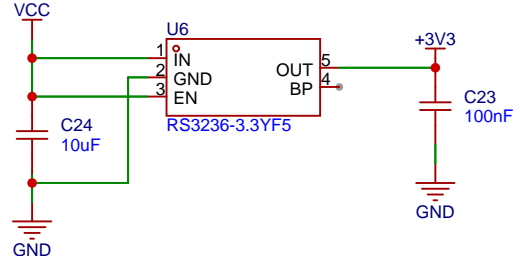 VCC
U6
+3V3
1
IN
2
GND
3
EN
OUT
5
BP
4
RS3236-3.3YF5
C24
10uF
C23
100nF
GND
GND